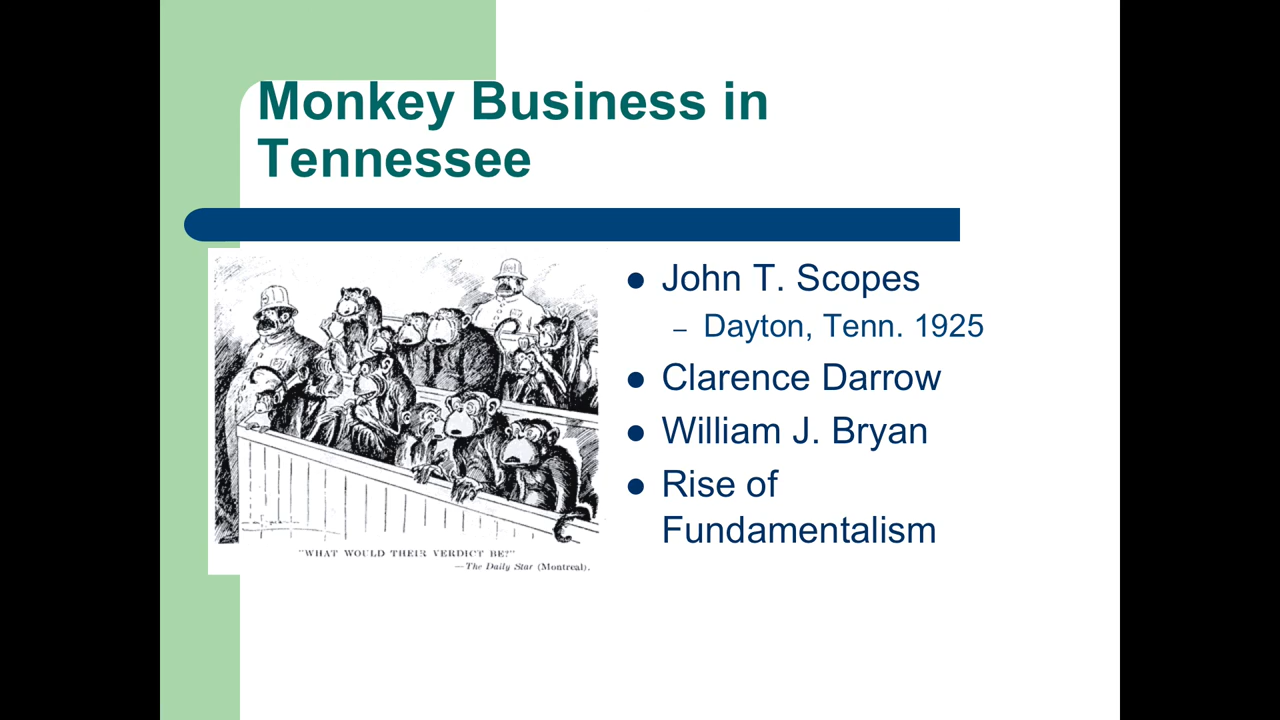 Monkey Business in
Tennessee
John T. Scopes
– Dayton, Tenn. 1925
Clarence Darrow
William J. Bryan
Rise of
Fundamentalism
"WHAT WOULD THEIR VERDICT BE?"
—The Daily Star (Montreal).